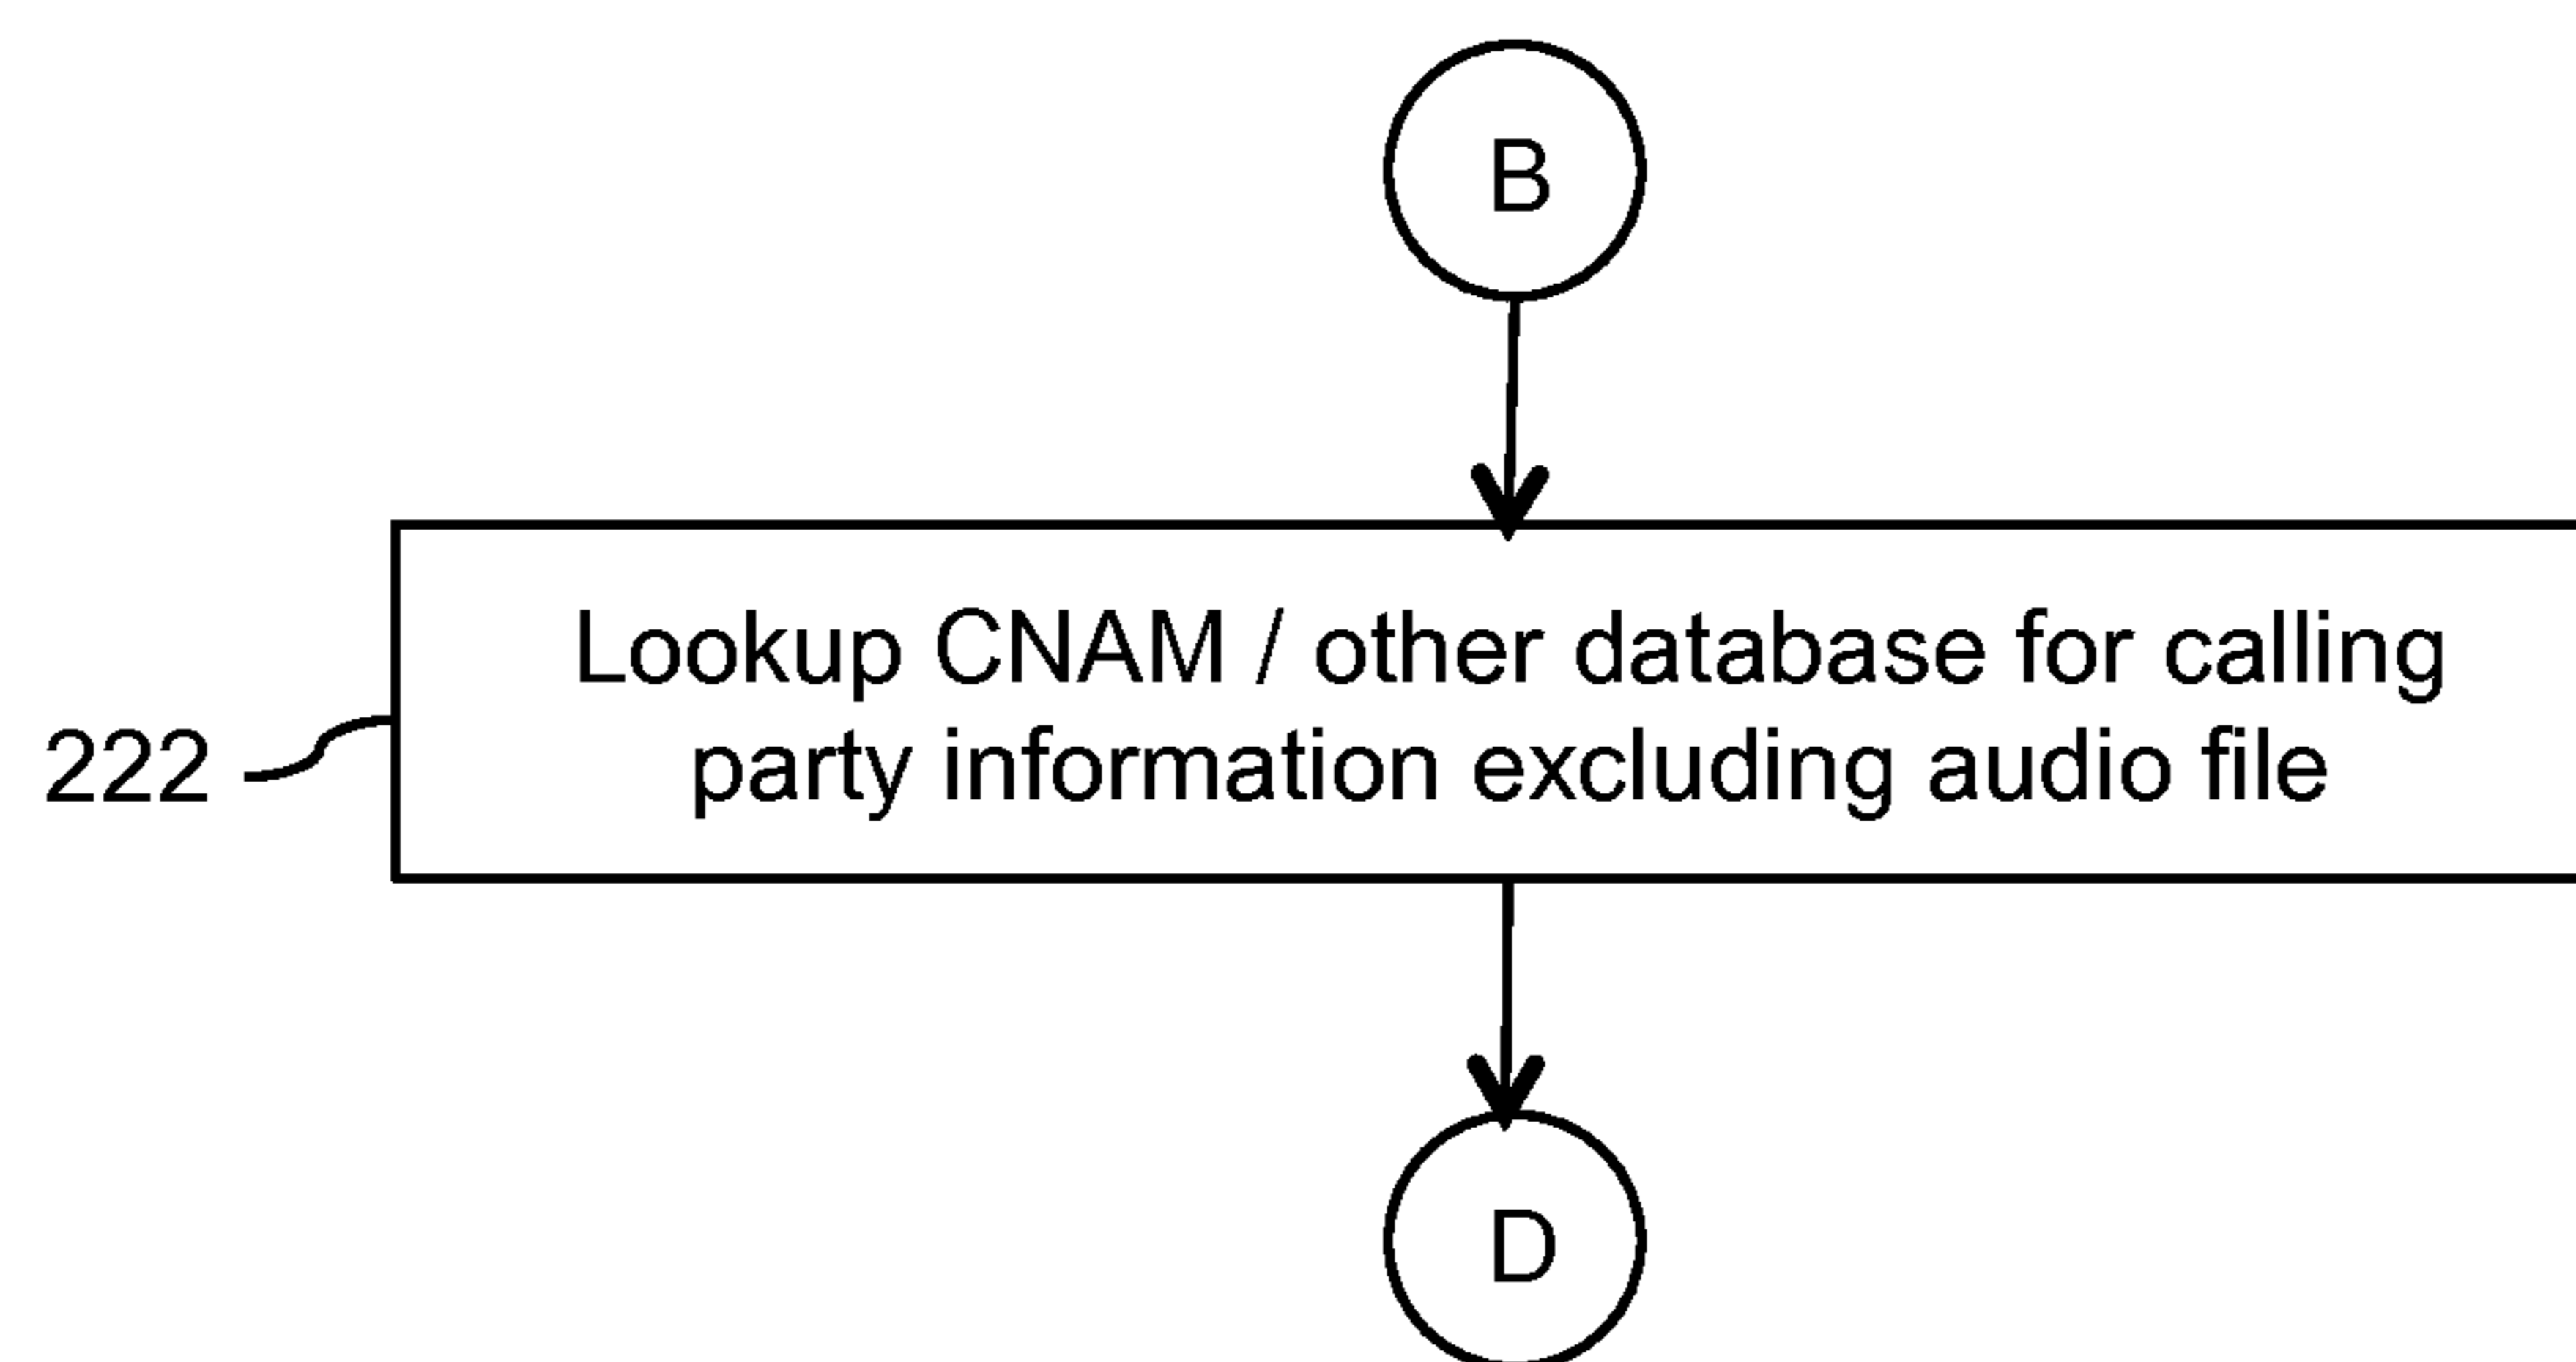 B
Lookup CNAM / other database for calling
party information excluding audio file
222
D